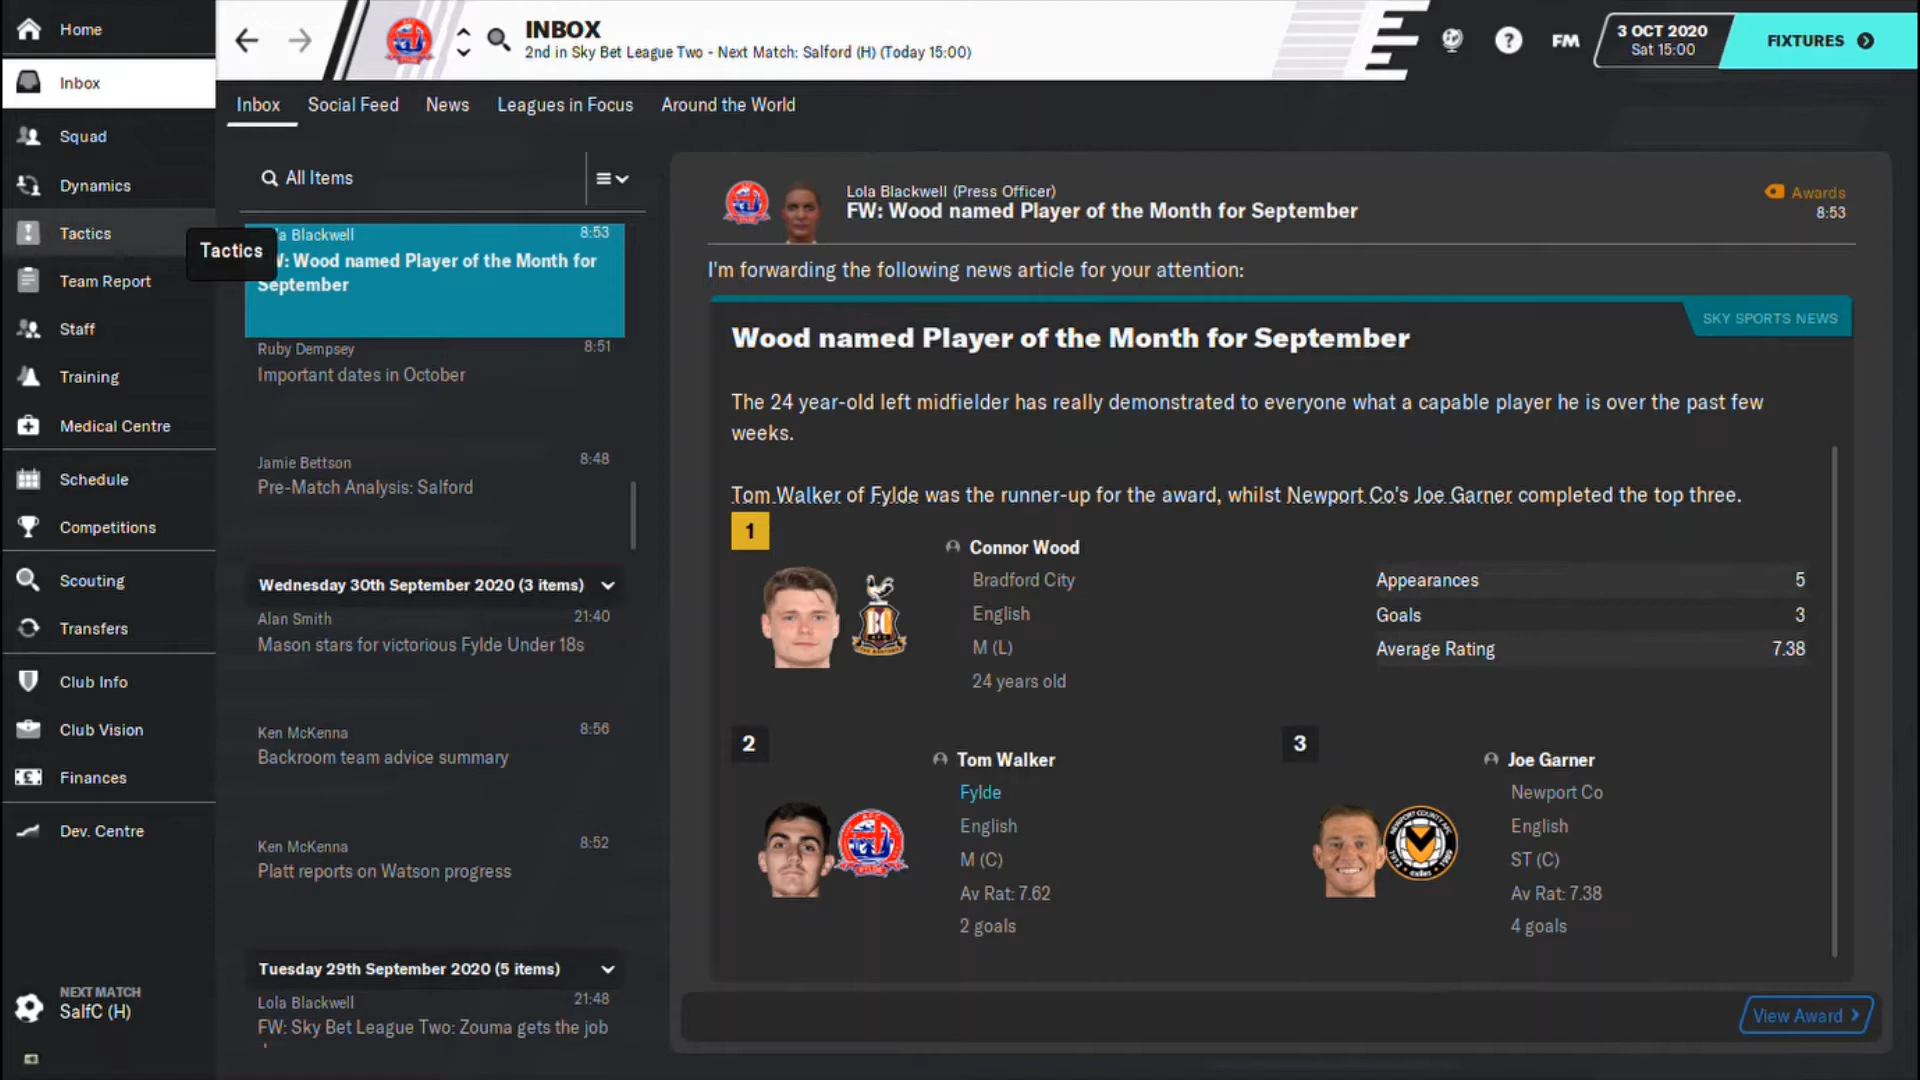 Home
Inbox
Squad
Dynamics
Tactics
Team Report
Staff
Training
Medical Centre
Schedule
Competitions
Scouting
Transfers
Club Info
Club Vision
Finances
Dev. Centre
NEXT MATCH
SalfC (H)
INBOX
2nd in Sky Bet League Two - Next Match: Salford (H) (Today 15:00)
?
FM
3 OCT 2020
Sat 15:00
FIXTURES
Inbox Social Feed News Leagues in Focus Around the World
All Items
Tactics
a Blackwell 8:53
W: Wood named Player of the Month for
September
Ruby Dempsey 8:51
Important dates in October
Jamie Bettson 8:48
Pre-Match Analysis: Salford
Wednesday 30th September 2020 (3 items)
Alan Smith 21:40
Mason stars for victorious Fylde Under 18s
Ken McKenna 8:56
Backroom team advice summary
Ken McKenna 8:52
Platt reports on Watson progress
Tuesday 29th September 2020 (5 items)
Lola Blackwell 21:48
FW: Sky Bet League Two: Zouma gets the job
Lola Blackwell (Press Officer)
FW: Wood named Player of the Month for September
Awards
8:53
I'm forwarding the following news article for your attention:
SKY SPORTS NEWS
Wood named Player of the Month for September
The 24 year-old left midfielder has really demonstrated to everyone what a capable player he is over the past few
weeks.
Tom Walker of Fylde was the runner-up for the award, whilst Newport Co's Joe Garner completed the top three.
1
Connor Wood
Bradford City
English
M (L)
24 years old
Appearances 5
Goals 3
Average Rating 7.38
2
Tom Walker
Fylde
English
M (C)
Av Rat: 7.62
2 goals
3
Joe Garner
Newport Co
English
ST (C)
Av Rat: 7.38
4 goals
View Award